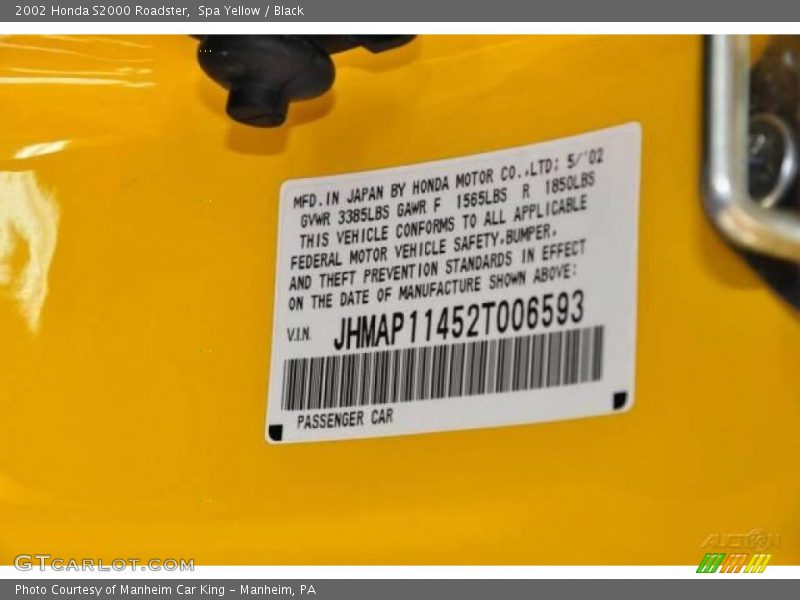 2002 Honda S2000 Roadster, Spa Yellow / Black
MFD. IN JAPAN BY HONDA MOTOR CO.,LTD; 5/'02
GVWR 3385LBS GAWR F 1565LBS R 1850LBS
THIS VEHICLE CONFORMS TO ALL APPLICABLE
FEDERAL MOTOR VEHICLE SAFETY,BUMPER,
AND THEFT PREVENTION STANDARDS IN EFFECT
ON THE DATE OF MANUFACTURE SHOWN ABOVE:
V.I.N. JHMAP11452T006593
PASSENGER CAR
GTCARLOT.COM
AUCTION
Photo Courtesy of Manheim Car King - Manheim, PA